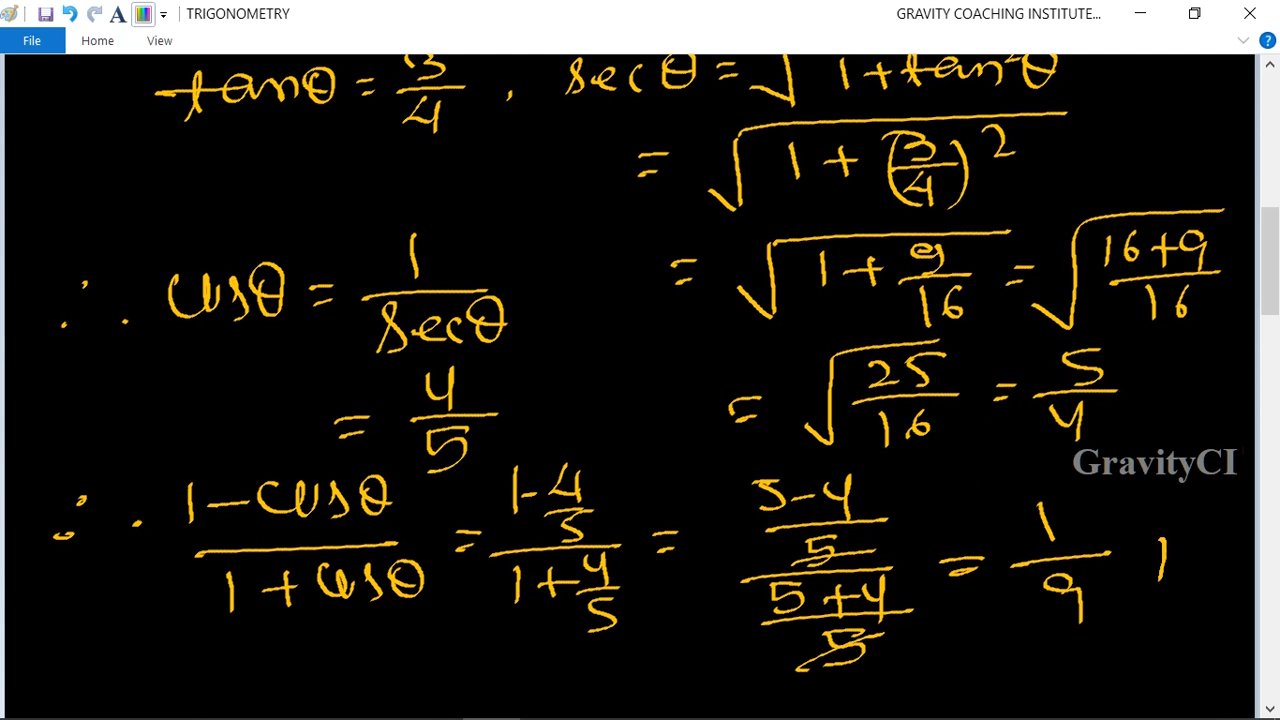 TRIGONOMETRY
GRAVITY COACHING INSTITUTE...
File Home View
tanθ = 3/4 , secθ = √(1+tan²θ)
= √(1 + (3/4)²)
∴ cosθ = 1/secθ
= √(1 + 9/16) = √((16+9)/16)
= 4/5
= √(25/16) = 5/4
GravityCI
∴ (1-cosθ)/(1+cosθ) = (1-4/5)/(1+4/5) = ((5-4)/5)/((5+4)/5) = 1/9 |